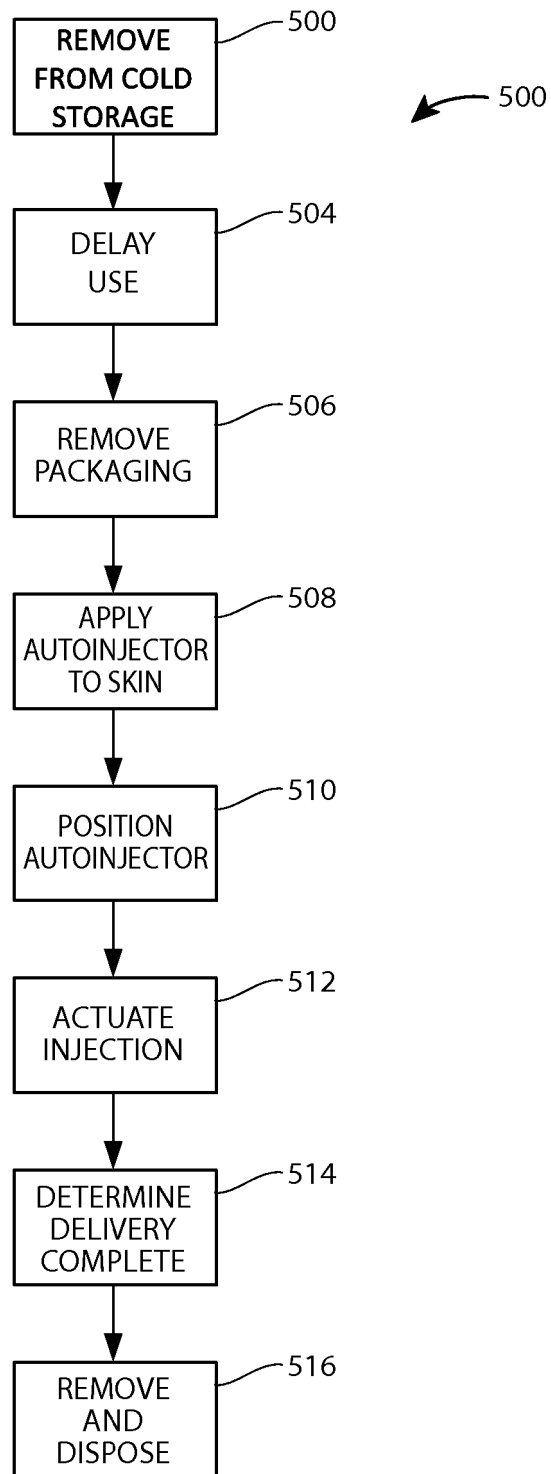 REMOVE
FROM COLD
STORAGE
500
500
DELAY
USE
504
REMOVE
PACKAGING
506
APPLY
AUTOINJECTOR
TO SKIN
508
POSITION
AUTOINJECTOR
510
ACTUATE
INJECTION
512
DETERMINE
DELIVERY
COMPLETE
514
REMOVE
AND
DISPOSE
516